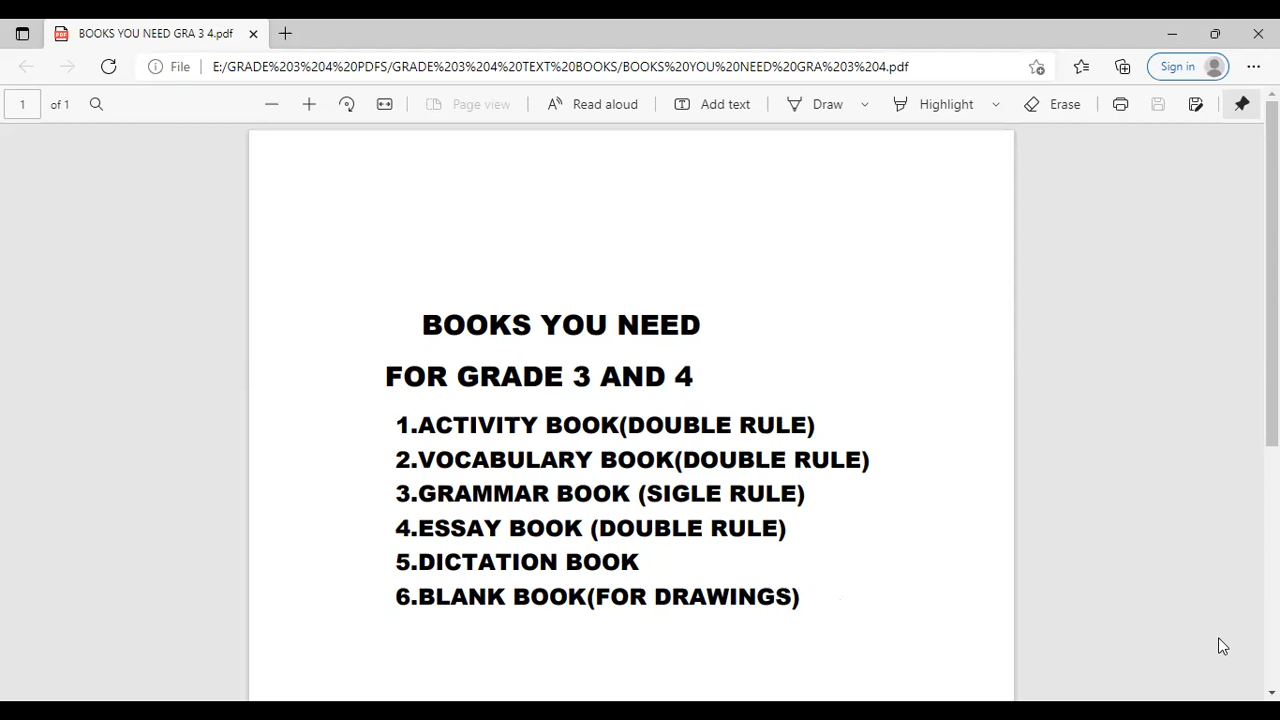 BOOKS YOU NEED GRA 3 4.pdf
File E:/GRADE%203%204%20PDFS/GRADE%203%204%20TEXT%20BOOKS/BOOKS%20YOU%20NEED%20GRA%203%204.pdf Sign in
1 of 1 Page view Read aloud Add text Draw Highlight Erase
BOOKS YOU NEED
FOR GRADE 3 AND 4
1.ACTIVITY BOOK(DOUBLE RULE)
2.VOCABULARY BOOK(DOUBLE RULE)
3.GRAMMAR BOOK (SIGLE RULE)
4.ESSAY BOOK (DOUBLE RULE)
5.DICTATION BOOK
6.BLANK BOOK(FOR DRAWINGS)